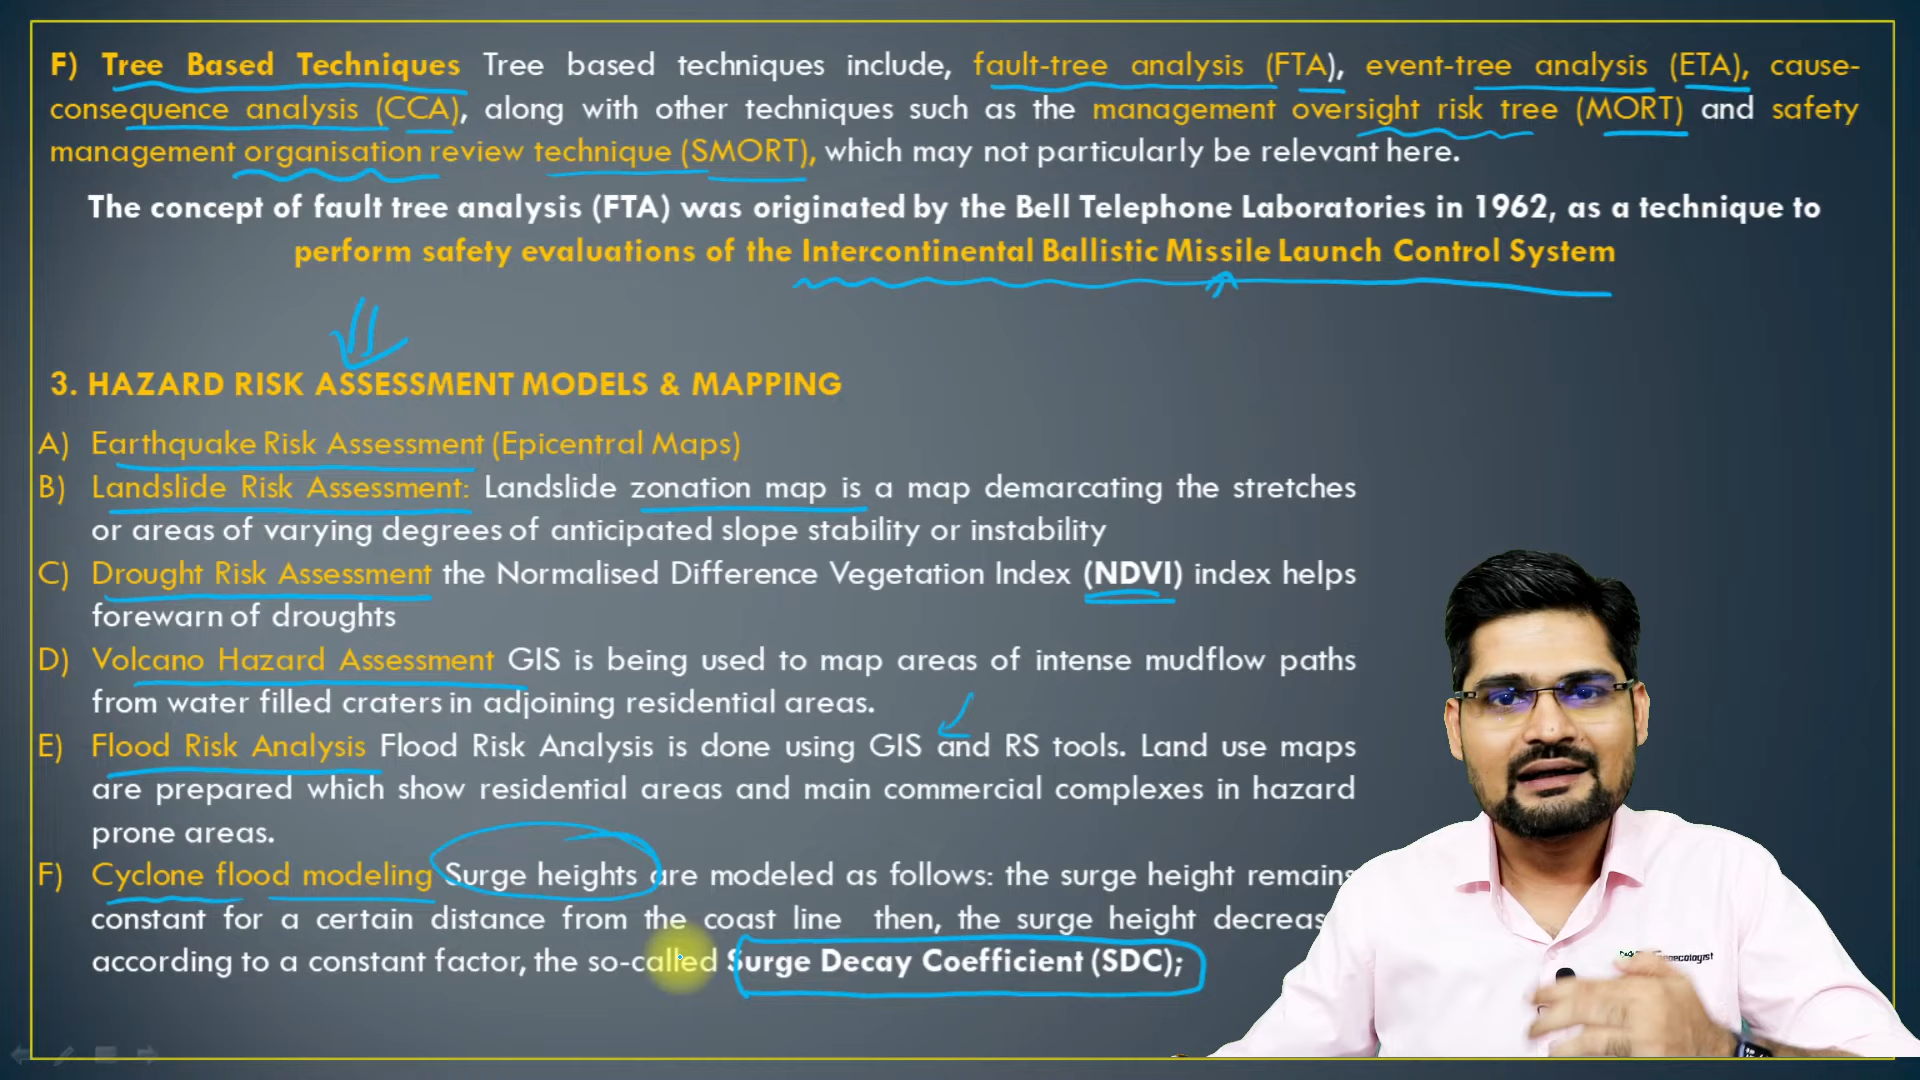 F) Tree Based Techniques Tree based techniques include, fault-tree analysis (FTA), event-tree analysis (ETA), cause-
consequence analysis (CCA), along with other techniques such as the management oversight risk tree (MORT) and safety
management organisation review technique (SMORT), which may not particularly be relevant here.
The concept of fault tree analysis (FTA) was originated by the Bell Telephone Laboratories in 1962, as a technique to
perform safety evaluations of the Intercontinental Ballistic Missile Launch Control System
3. HAZARD RISK ASSESSMENT MODELS & MAPPING
A) Earthquake Risk Assessment (Epicentral Maps)
B) Landslide Risk Assessment: Landslide zonation map is a map demarcating the stretches
or areas of varying degrees of anticipated slope stability or instability
C) Drought Risk Assessment the Normalised Difference Vegetation Index (NDVI) index helps
forewarn of droughts
D) Volcano Hazard Assessment GIS is being used to map areas of intense mudflow paths
from water filled craters in adjoining residential areas.
E) Flood Risk Analysis Flood Risk Analysis is done using GIS and RS tools. Land use maps
are prepared which show residential areas and main commercial complexes in hazard
prone areas.
F) Cyclone flood modeling Surge heights are modeled as follows: the surge height remains
constant for a certain distance from the coast line then, the surge height decreas
according to a constant factor, the so-called Surge Decay Coefficient (SDC);